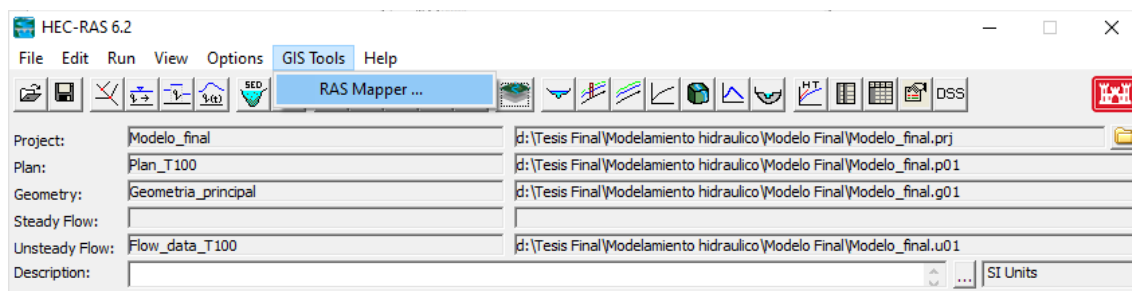 HEC-RAS 6.2
File Edit Run View Options GIS Tools Help
RAS Mapper ...
SED HT DSS
Project: Modelo_final d:\Tesis Final\Modelamiento hidraulico\Modelo Final\Modelo_final.prj
Plan: Plan_T100 d:\Tesis Final\Modelamiento hidraulico\Modelo Final\Modelo_final.p01
Geometry: Geometria_principal d:\Tesis Final\Modelamiento hidraulico\Modelo Final\Modelo_final.g01
Steady Flow:
Unsteady Flow: Flow_data_T100 d:\Tesis Final\Modelamiento hidraulico\Modelo Final\Modelo_final.u01
Description: ... SI Units